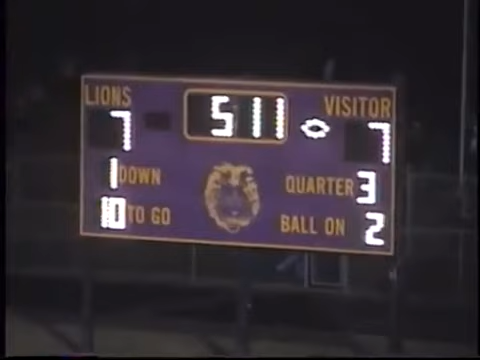 LIONS 5 11 VISITOR
7 7
1 DOWN QUARTER 3
10 TO GO BALL ON 2